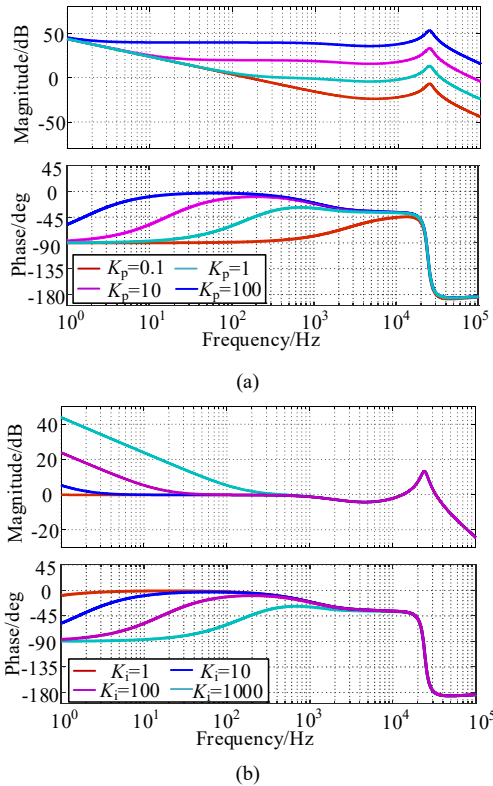 50
0
-50
Magnitude/dB
45
0
-45
-90
-135
-180
Phase/deg
Kp=0.1 Kp=1
Kp=10 Kp=100
10^0 10^1 10^2 10^3 10^4 10^5
Frequency/Hz
(a)
40
20
0
-20
Magnitude/dB
45
0
-45
-90
-135
-180
Phase/deg
Ki=1 Ki=10
Ki=100 Ki=1000
10^0 10^1 10^2 10^3 10^4 10^5
Frequency/Hz
(b)